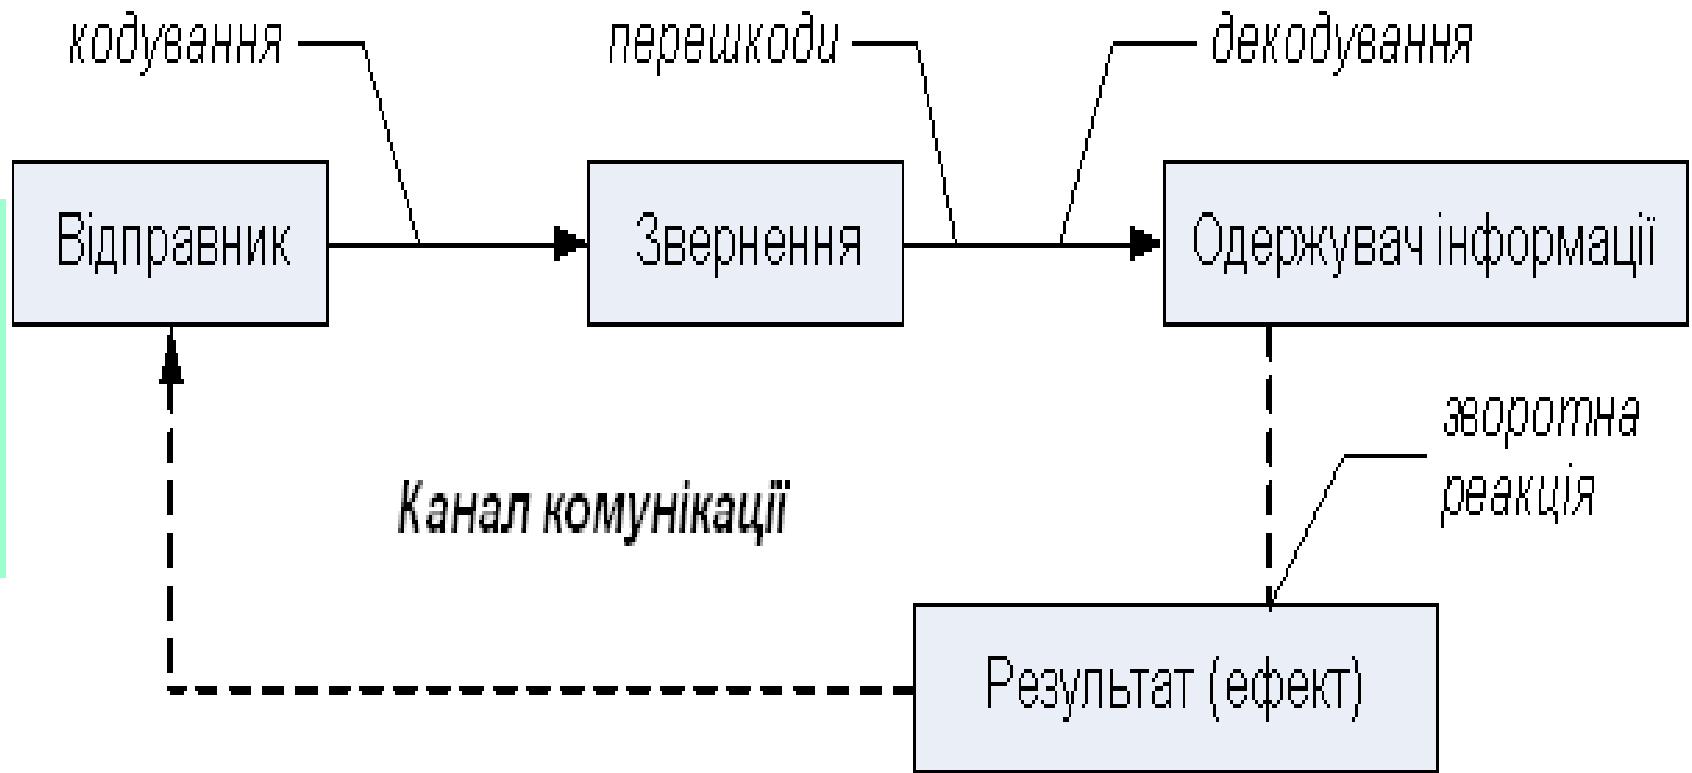 кодування
перешкоди
декодування
Відправник
Звернення
Одержувач інформації
зворотна
реакція
Канал комунікації
Результат (ефект)